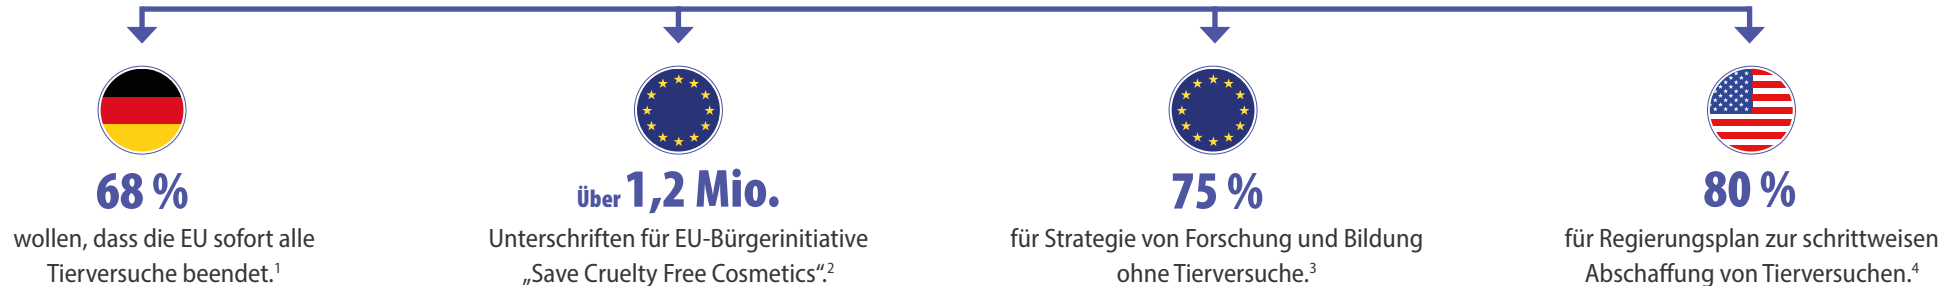 68 %
wollen, dass die EU sofort alle
Tierversuche beendet.¹
Über 1,2 Mio.
Unterschriften für EU-Bürgerinitiative
„Save Cruelty Free Cosmetics“.²
75 %
für Strategie von Forschung und Bildung
ohne Tierversuche.³
80 %
für Regierungsplan zur schrittweisen
Abschaffung von Tierversuchen.⁴